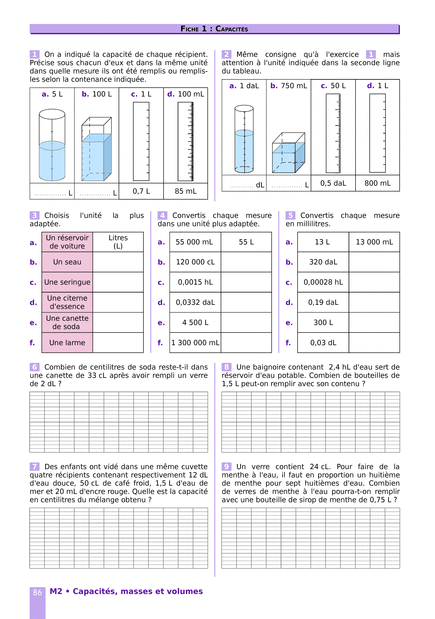 Fiche 1 : Capacités
1 On a indiqué la capacité de chaque récipient.
Précise sous chacun d'eux et dans la même unité
dans quelle mesure ils ont été remplis ou remplis-
les selon la contenance indiquée.
a. 5 L b. 100 L c. 1 L d. 100 mL
.............. L .............. L 0,7 L 85 mL
2 Même consigne qu'à l'exercice 1 mais
attention à l'unité indiquée dans la seconde ligne
du tableau.
a. 1 daL b. 750 mL c. 50 L d. 1 L
.......... dL .............. L 0,5 daL 800 mL
3 Choisis l'unité la plus
adaptée.
a. Un réservoir de voiture Litres (L)
b. Un seau
c. Une seringue
d. Une citerne d'essence
e. Une canette de soda
f. Une larme
4 Convertis chaque mesure
dans une unité plus adaptée.
a. 55 000 mL 55 L
b. 120 000 cL
c. 0,0015 hL
d. 0,0332 daL
e. 4 500 L
f. 1 300 000 mL
5 Convertis chaque mesure
en millilitres.
a. 13 L 13 000 mL
b. 320 daL
c. 0,00028 hL
d. 0,19 daL
e. 300 L
f. 0,03 dL
6 Combien de centilitres de soda reste-t-il dans
une canette de 33 cL après avoir rempli un verre
de 2 dL ?
7 Des enfants ont vidé dans une même cuvette
quatre récipients contenant respectivement 12 dL
d'eau douce, 50 cL de café froid, 1,5 L d'eau de
mer et 20 mL d'encre rouge. Quelle est la capacité
en centilitres du mélange obtenu ?
8 Une baignoire contenant 2,4 hL d'eau sert de
réservoir d'eau potable. Combien de bouteilles de
1,5 L peut-on remplir avec son contenu ?
9 Un verre contient 24 cL. Pour faire de la
menthe à l'eau, il faut en proportion un huitième
de menthe pour sept huitièmes d'eau. Combien
de verres de menthe à l'eau pourra-t-on remplir
avec une bouteille de sirop de menthe de 0,75 L ?
86 M2 • Capacités, masses et volumes